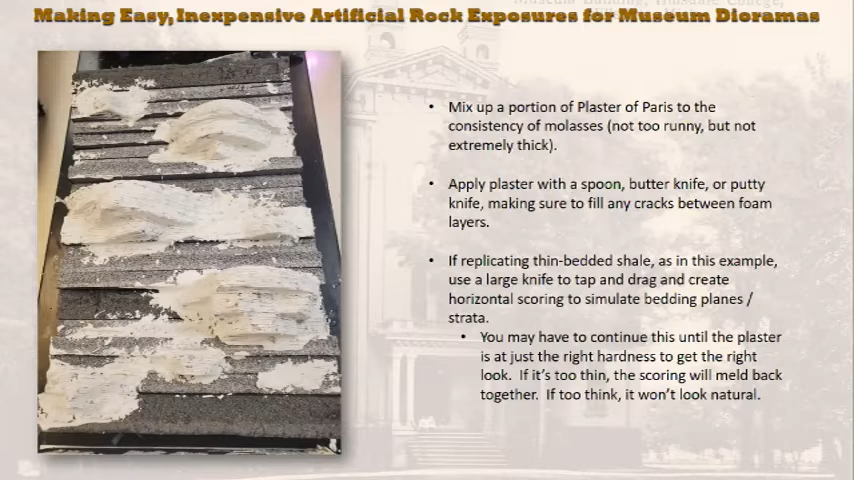 Making Easy, Inexpensive Artificial Rock Exposures for Museum Dioramas
• Mix up a portion of Plaster of Paris to the
consistency of molasses (not too runny, but not
extremely thick).
• Apply plaster with a spoon, butter knife, or putty
knife, making sure to fill any cracks between foam
layers.
• If replicating thin-bedded shale, as in this example,
use a large knife to tap and drag and create
horizontal scoring to simulate bedding planes /
strata.
• You may have to continue this until the plaster
is at just the right hardness to get the right
look. If it's too thin, the scoring will meld back
together. If too think, it won't look natural.